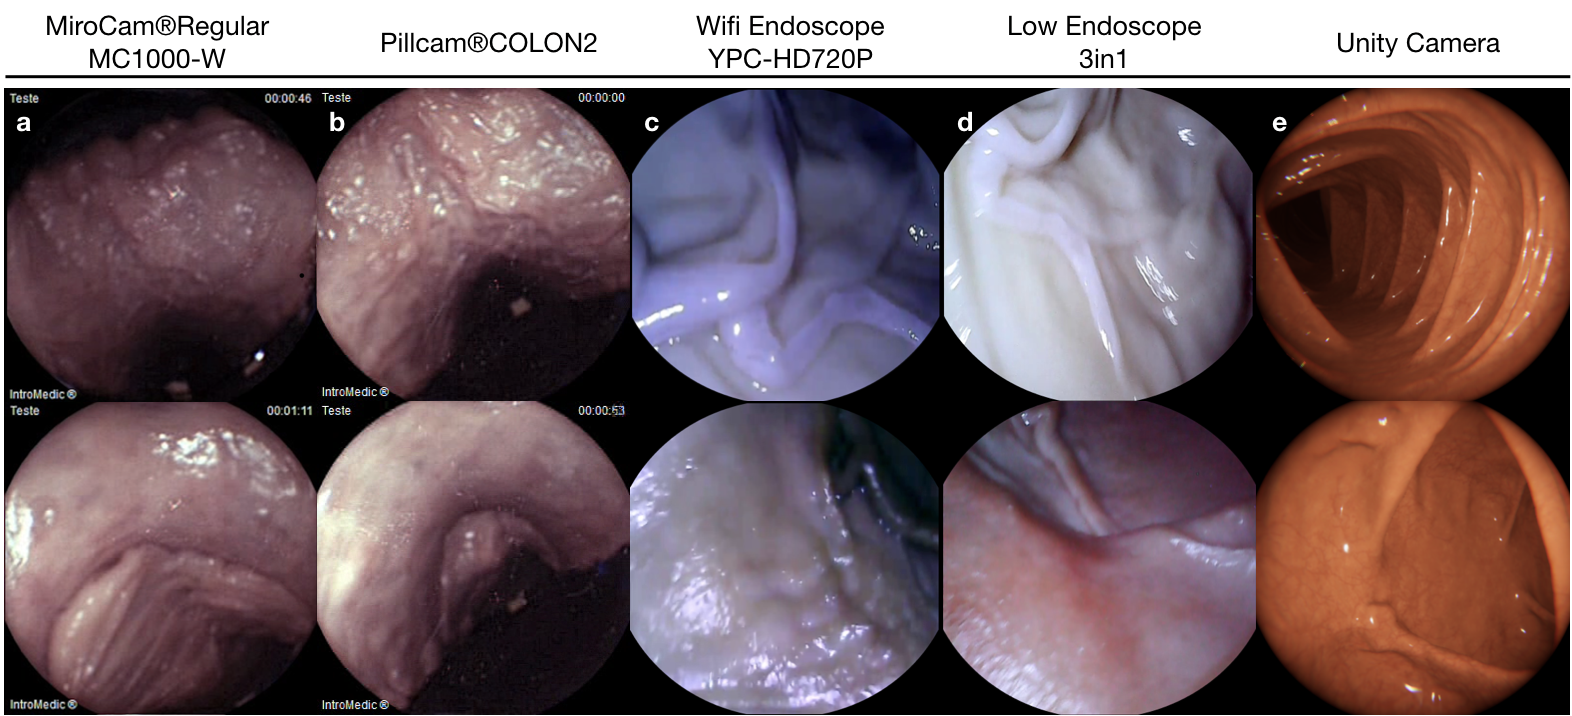 MiroCam®Regular
MC1000-W
Pillcam®COLON2
Wifi Endoscope
YPC-HD720P
Low Endoscope
3in1
Unity Camera
Teste
00:00:46
Teste
00:00:00
a
b
c
d
e
IntroMedic®
IntroMedic®
Teste
00:01:11
Teste
00:00:53
IntroMedic®
IntroMedic®